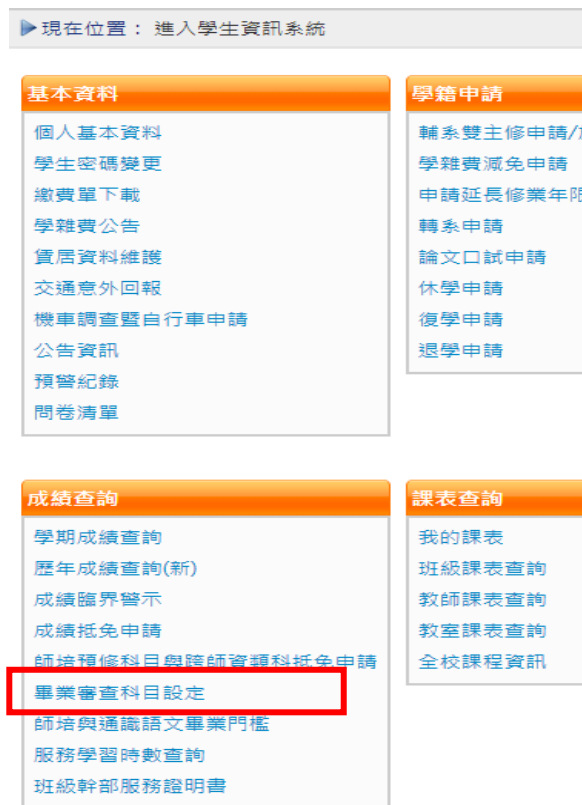 現在位置： 進入學生資訊系統
基本資料
個人基本資料
學生密碼變更
繳費單下載
學雜費公告
賃居資料維護
交通意外回報
機車調查暨自行車申請
公告資訊
預警紀錄
問卷清單
學籍申請
輔系雙主修申請/
學雜費減免申請
申請延長修業年限
轉系申請
論文口試申請
休學申請
復學申請
退學申請
成績查詢
學期成績查詢
歷年成績查詢(新)
成績臨界警示
成績抵免申請
師培預修科目與跨師資類科抵免申請
畢業審查科目設定
師培與通識語文畢業門檻
服務學習時數查詢
班級幹部服務證明書
課表查詢
我的課表
班級課表查詢
教師課表查詢
教室課表查詢
全校課程資訊